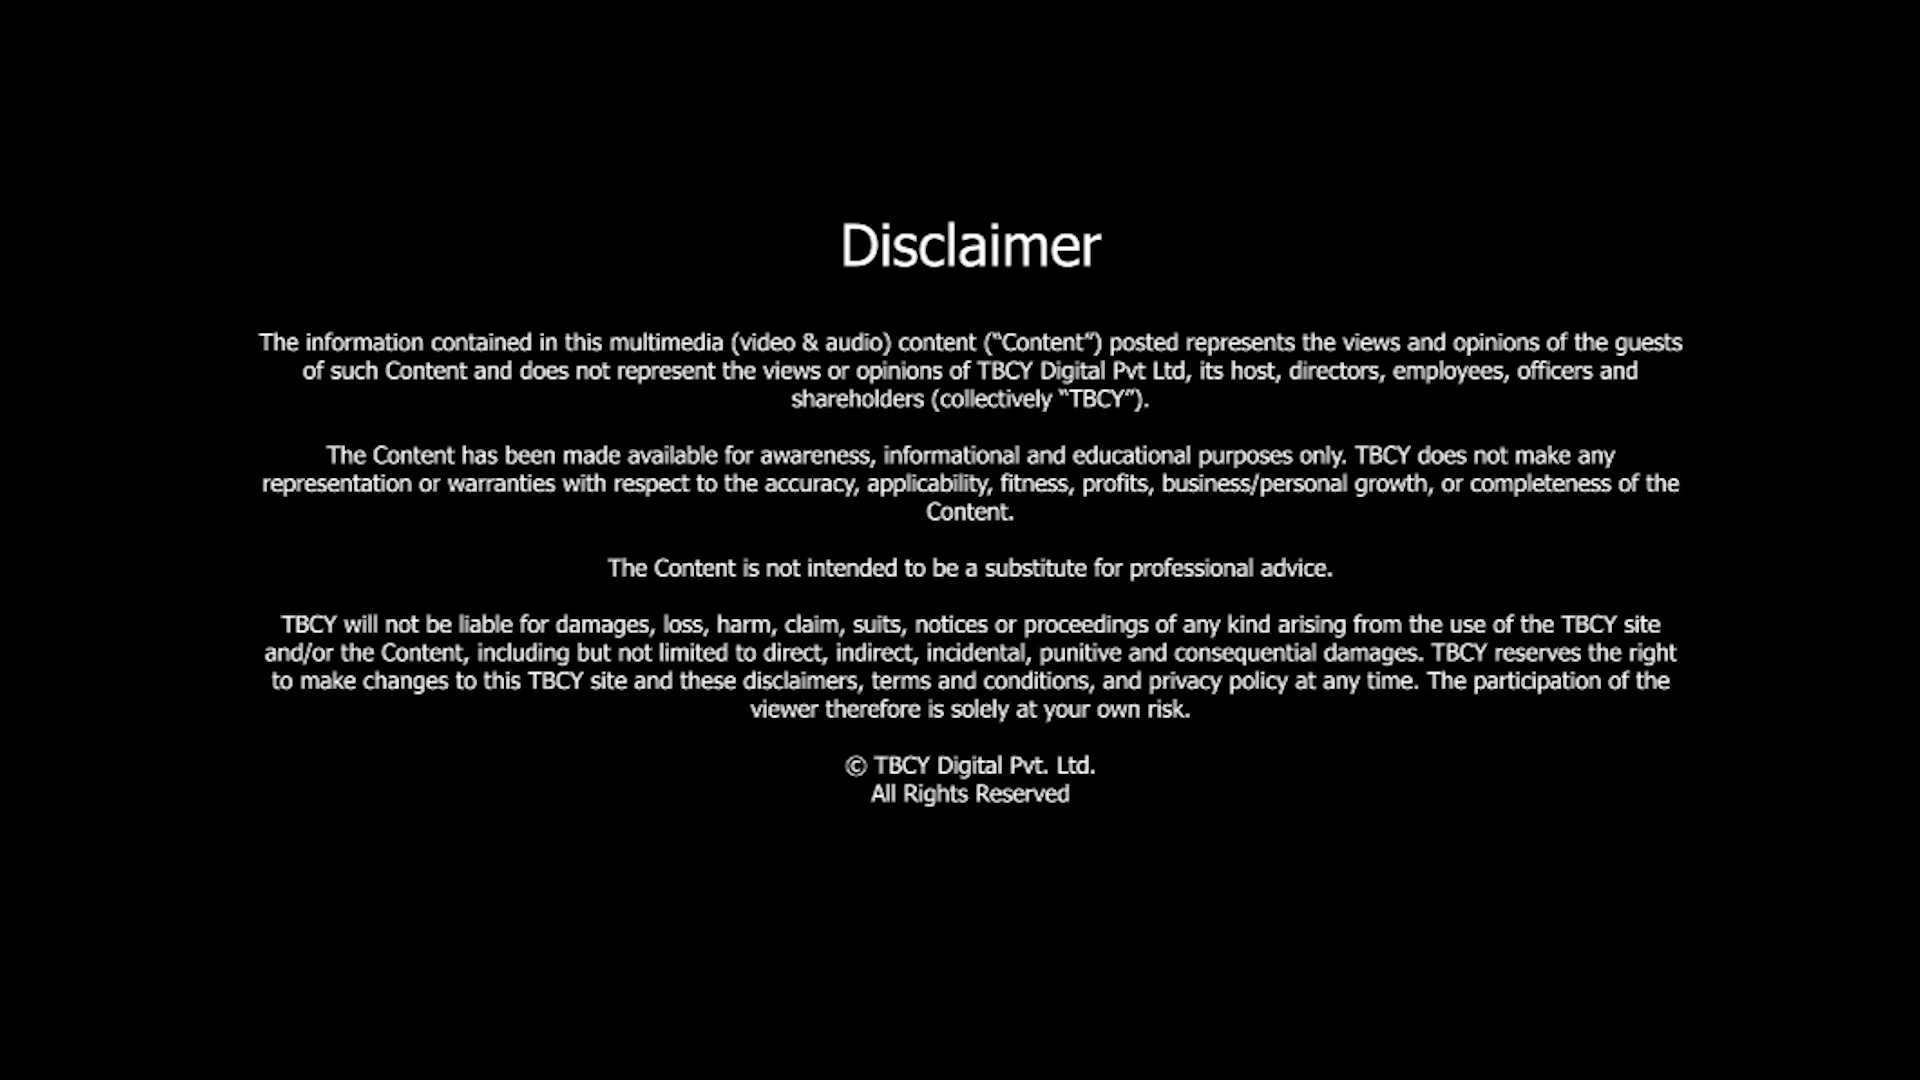 Disclaimer
The information contained in this multimedia (video & audio) content (“Content”) posted represents the views and opinions of the guests
of such Content and does not represent the views or opinions of TBCY Digital Pvt Ltd, its host, directors, employees, officers and
shareholders (collectively “TBCY”).
The Content has been made available for awareness, informational and educational purposes only. TBCY does not make any
representation or warranties with respect to the accuracy, applicability, fitness, profits, business/personal growth, or completeness of the
Content.
The Content is not intended to be a substitute for professional advice.
TBCY will not be liable for damages, loss, harm, claim, suits, notices or proceedings of any kind arising from the use of the TBCY site
and/or the Content, including but not limited to direct, indirect, incidental, punitive and consequential damages. TBCY reserves the right
to make changes to this TBCY site and these disclaimers, terms and conditions, and privacy policy at any time. The participation of the
viewer therefore is solely at your own risk.
© TBCY Digital Pvt. Ltd.
All Rights Reserved